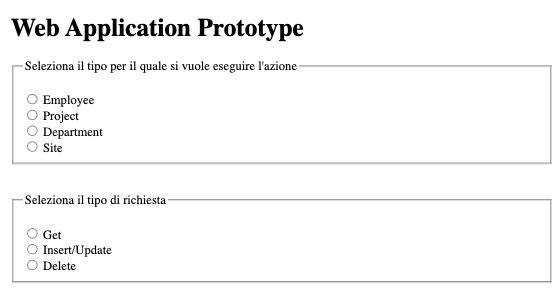 Web Application Prototype
Seleziona il tipo per il quale si vuole eseguire l'azione
Employee
Project
Department
Site
Seleziona il tipo di richiesta
Get
Insert/Update
Delete